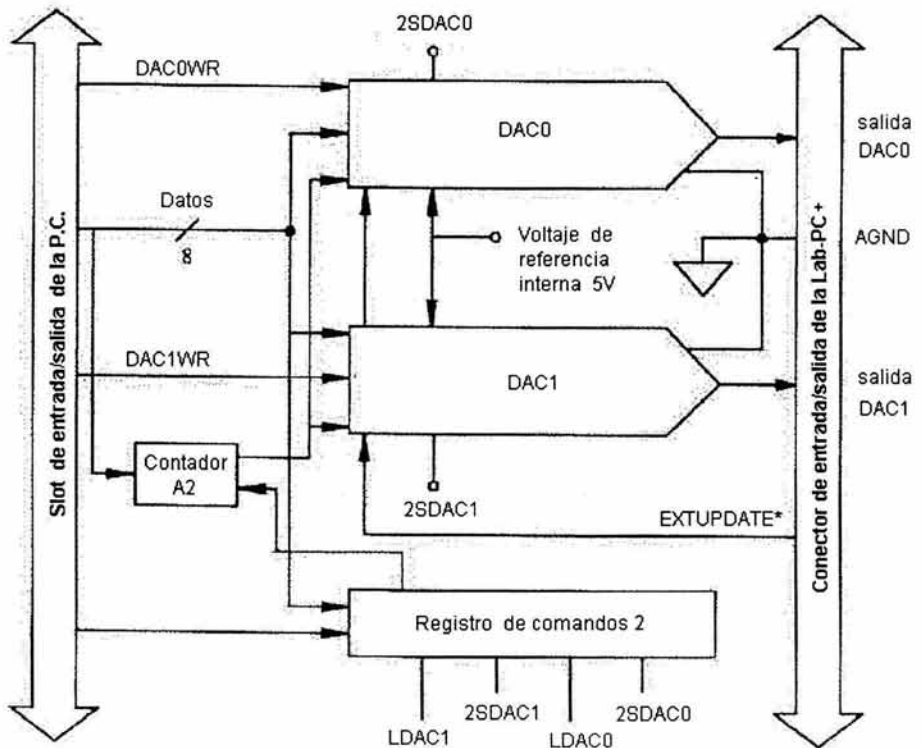 2SDAC0
DAC0WR
DAC0
salida
DAC0
Datos
8
Voltaje de
referencia
interna 5V
AGND
Slot de entrada/salida de la P.C.
Conector de entrada/salida de la Lab-PC+
DAC1WR
DAC1
salida
DAC1
Contador
A2
2SDAC1
EXTUPDATE*
Registro de comandos 2
LDAC1
2SDAC1
LDAC0
2SDAC0